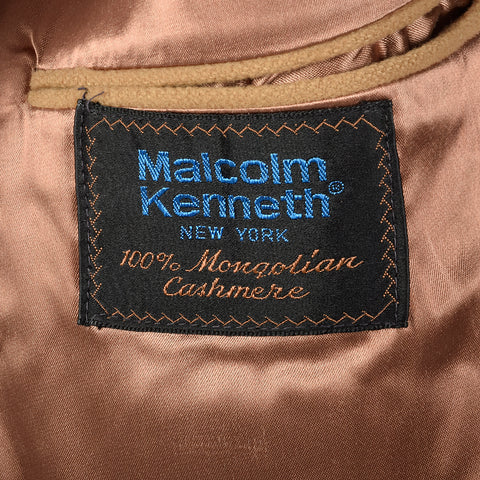 Malcolm
Kenneth®
NEW YORK
100% Mongolian
Cashmere